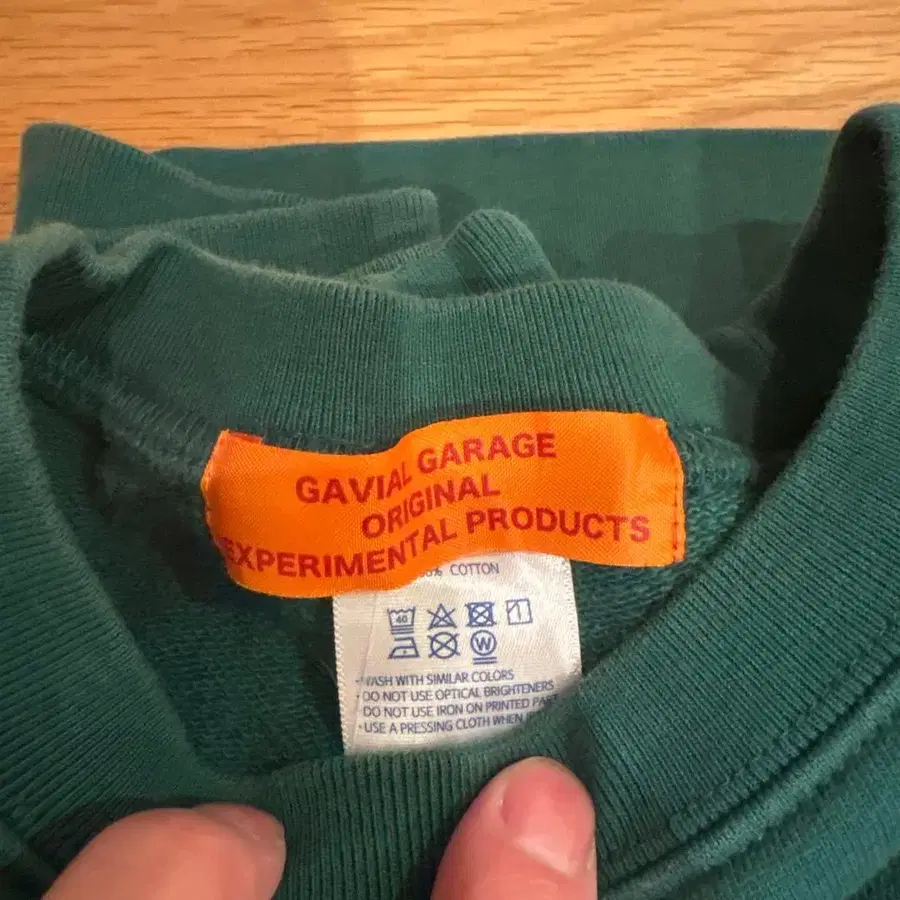 GAVIAL GARAGE
ORIGINAL
EXPERIMENTAL PRODUCTS
COTTON
40
W
WASH WITH SIMILAR COLORS
- DO NOT USE OPTICAL BRIGHTENERS
DO NOT USE IRON ON PRINTED
- USE A PRESSING CLOTH WHEN